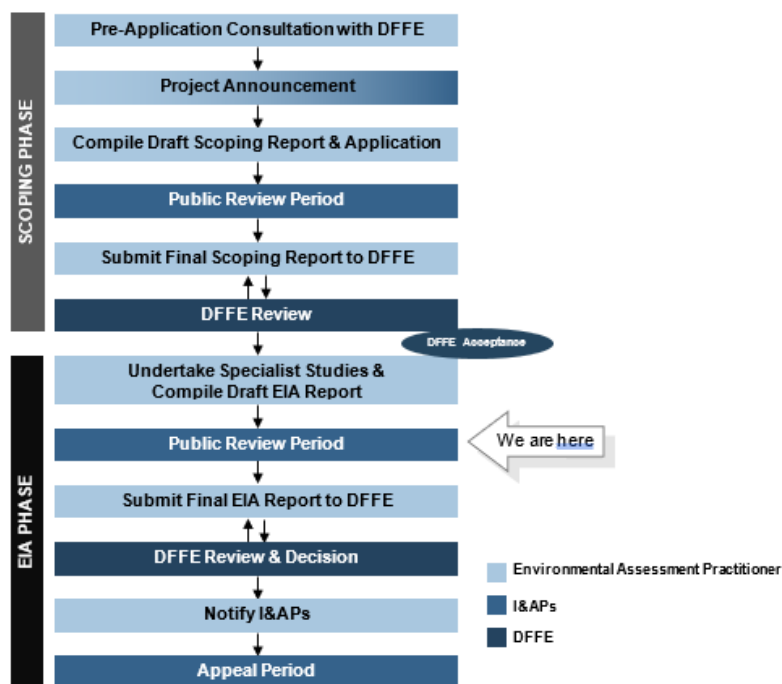 SCOPING PHASE
Pre-Application Consultation with DFFE
Project Announcement
Compile Draft Scoping Report & Application
Public Review Period
Submit Final Scoping Report to DFFE
DFFE Review
DFFE Acceptance
EIA PHASE
Undertake Specialist Studies &
Compile Draft EIA Report
Public Review Period
We are here
Submit Final EIA Report to DFFE
DFFE Review & Decision
Notify I&APs
Appeal Period
Environmental Assessment Practitioner
I&APs
DFFE